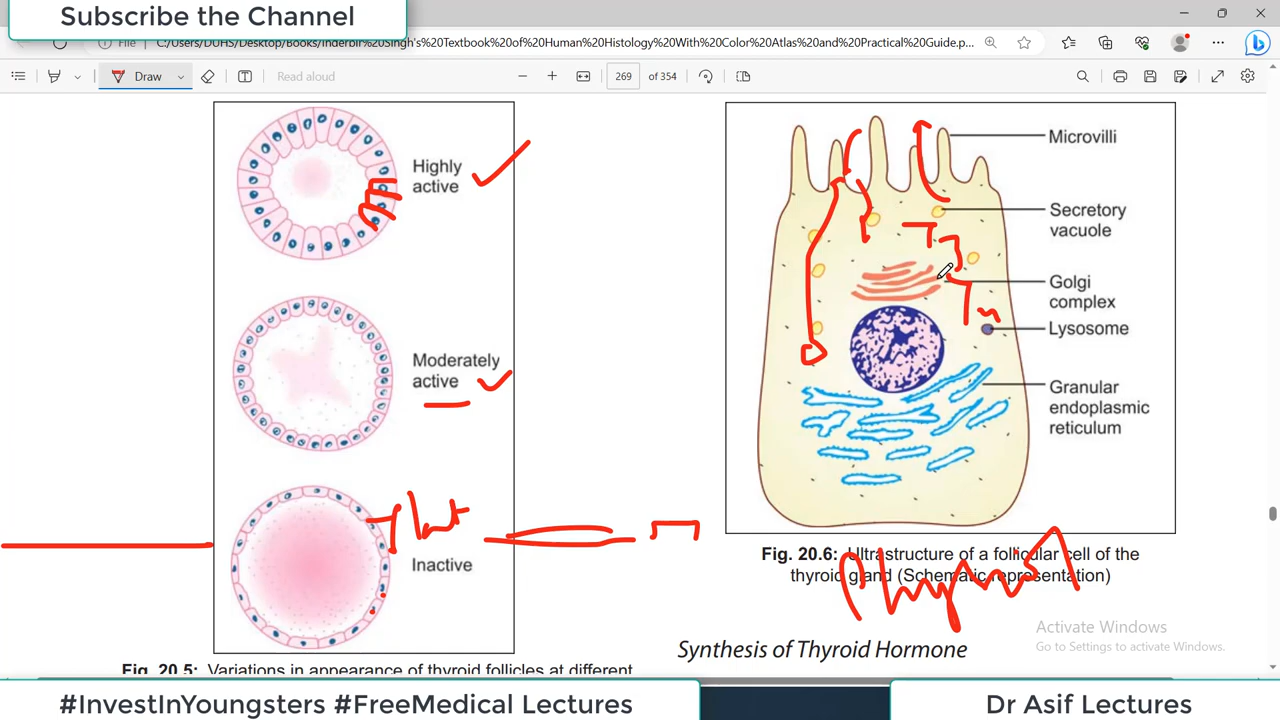 Subscribe the Channel
File
C:/Users/DUHS/Desktop/Books/Inderbir%20Singh's%20Textbook%20of%20Human%20Histology%20With%20Color%20Atlas%20and%20Practical%20Guide.p...
Draw
Read aloud
269 of 354
Highly
active
Moderately
active
Flat
Inactive
Fig. 20.5: Variations in appearance of thyroid follicles at different
Microvilli
Secretory
vacuole
T3
Golgi
complex
Lysosome
Granular
endoplasmic
reticulum
Fig. 20.6: Ultrastructure of a follicular cell of the
thyroid gland (Schematic representation)
Synthesis of Thyroid Hormone
Activate Windows
Go to Settings to activate Windows.
#InvestInYoungsters #FreeMedical Lectures
Dr Asif Lectures